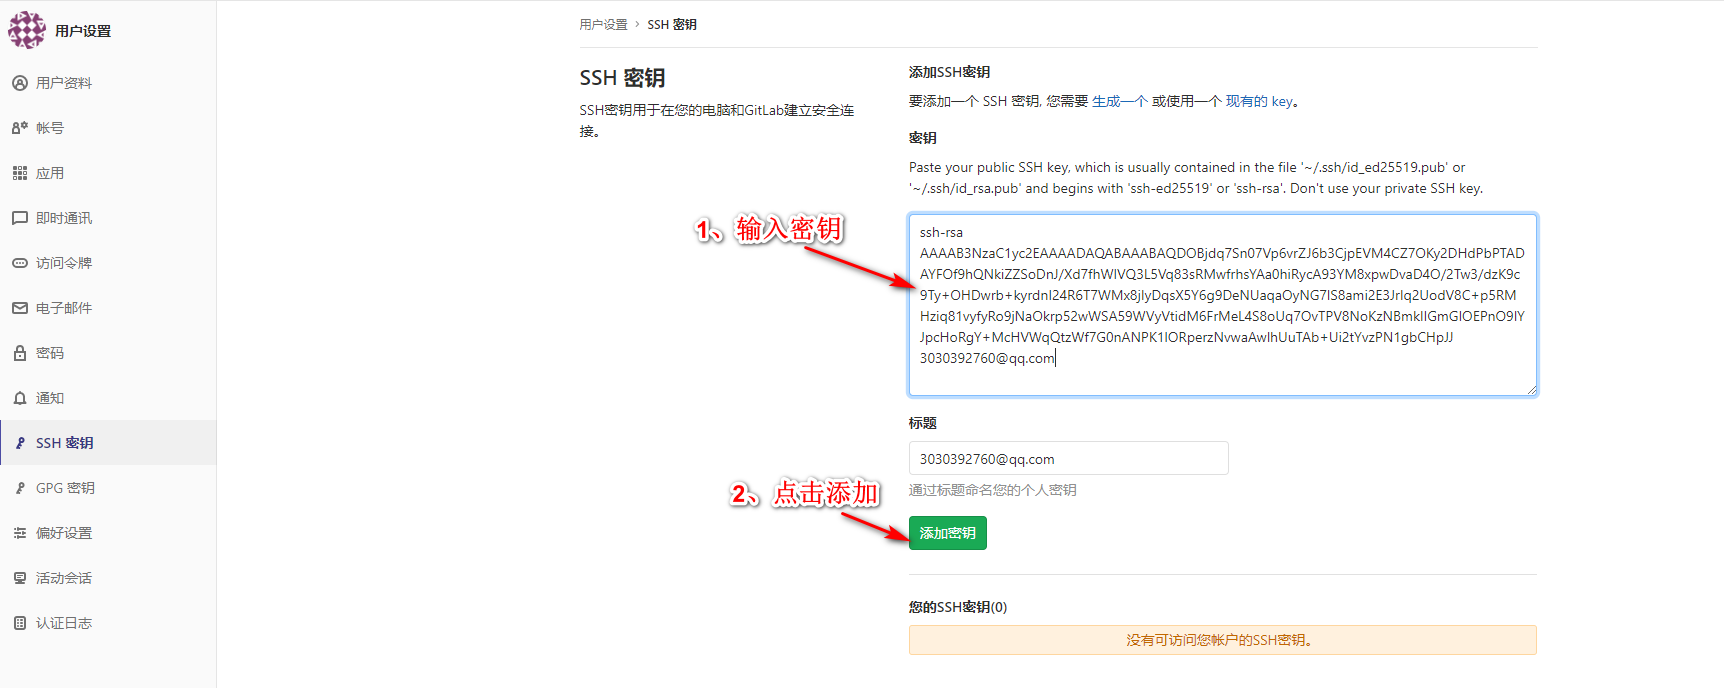 用户设置
用户资料
帐号
应用
即时通讯
访问令牌
电子邮件
密码
通知
SSH 密钥
GPG 密钥
偏好设置
活动会话
认证日志
用户设置 › SSH 密钥
SSH 密钥
SSH密钥用于在您的电脑和GitLab建立安全连
接。
添加SSH密钥
要添加一个 SSH 密钥, 您需要 生成一个 或使用一个 现有的 key。
密钥
Paste your public SSH key, which is usually contained in the file '~/.ssh/id_ed25519.pub' or
'~/.ssh/id_rsa.pub' and begins with 'ssh-ed25519' or 'ssh-rsa'. Don't use your private SSH key.
1、输入密钥
ssh-rsa
AAAAB3NzaC1yc2EAAAADAQABAAABAQDOBjdq7Sn07Vp6vrZJ6b3CjpEVM4CZ7OKy2DHdPbPTAD
AYFOf9hQNkiZZSoDnJ/Xd7fhWlVQ3L5Vq83sRMwfrhsYAa0hiRycA93YM8xpwDvaD4O/2Tw3/dzK9c
9Ty+OHDwrb+kyrdnI24R6T7WMx8jlyDqsX5Y6g9DeNUaqaOyNG7IS8ami2E3JrIq2UodV8C+p5RM
Hziq81vyfyRo9jNaOkrp52wWSA59WVyVtidM6FrMeL4S8oUq7OvTPV8NoKzNBmkIIGmGlOEPnO9IY
JpcHoRgY+McHVWqQtzWf7G0nANPK1lORperzNvwaAwIhUuTAb+Ui2tYvzPN1gbCHpJJ
3030392760@qq.com
标题
3030392760@qq.com
通过标题命名您的个人密钥
2、点击添加
添加密钥
您的SSH密钥(0)
没有可访问您帐户的SSH密钥。